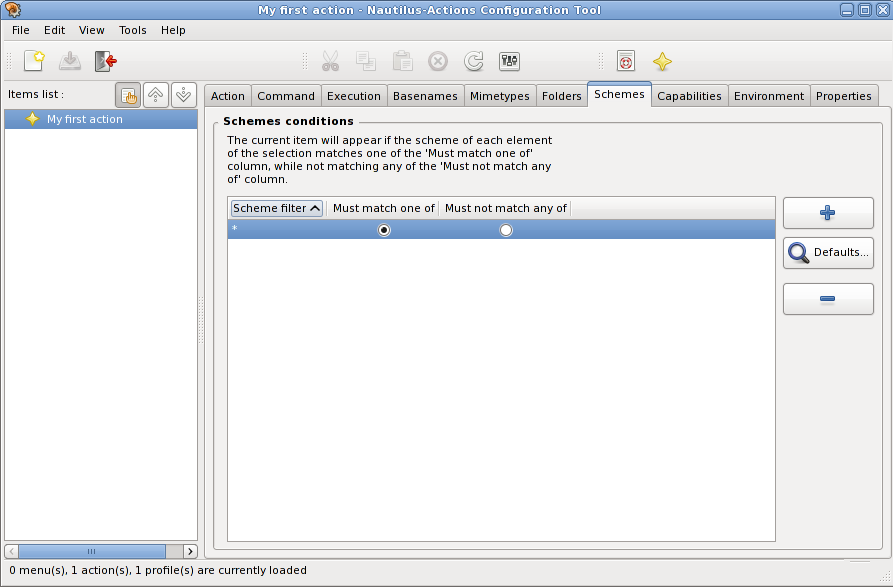 My first action - Nautilus-Actions Configuration Tool
File Edit View Tools Help
Items list :
My first action
Action Command Execution Basenames Mimetypes Folders Schemes Capabilities Environment Properties
Schemes conditions
The current item will appear if the scheme of each element
of the selection matches one of the 'Must match one of'
column, while not matching any of the 'Must not match any
of' column.
Scheme filter Must match one of Must not match any of
*
Defaults...
0 menu(s), 1 action(s), 1 profile(s) are currently loaded